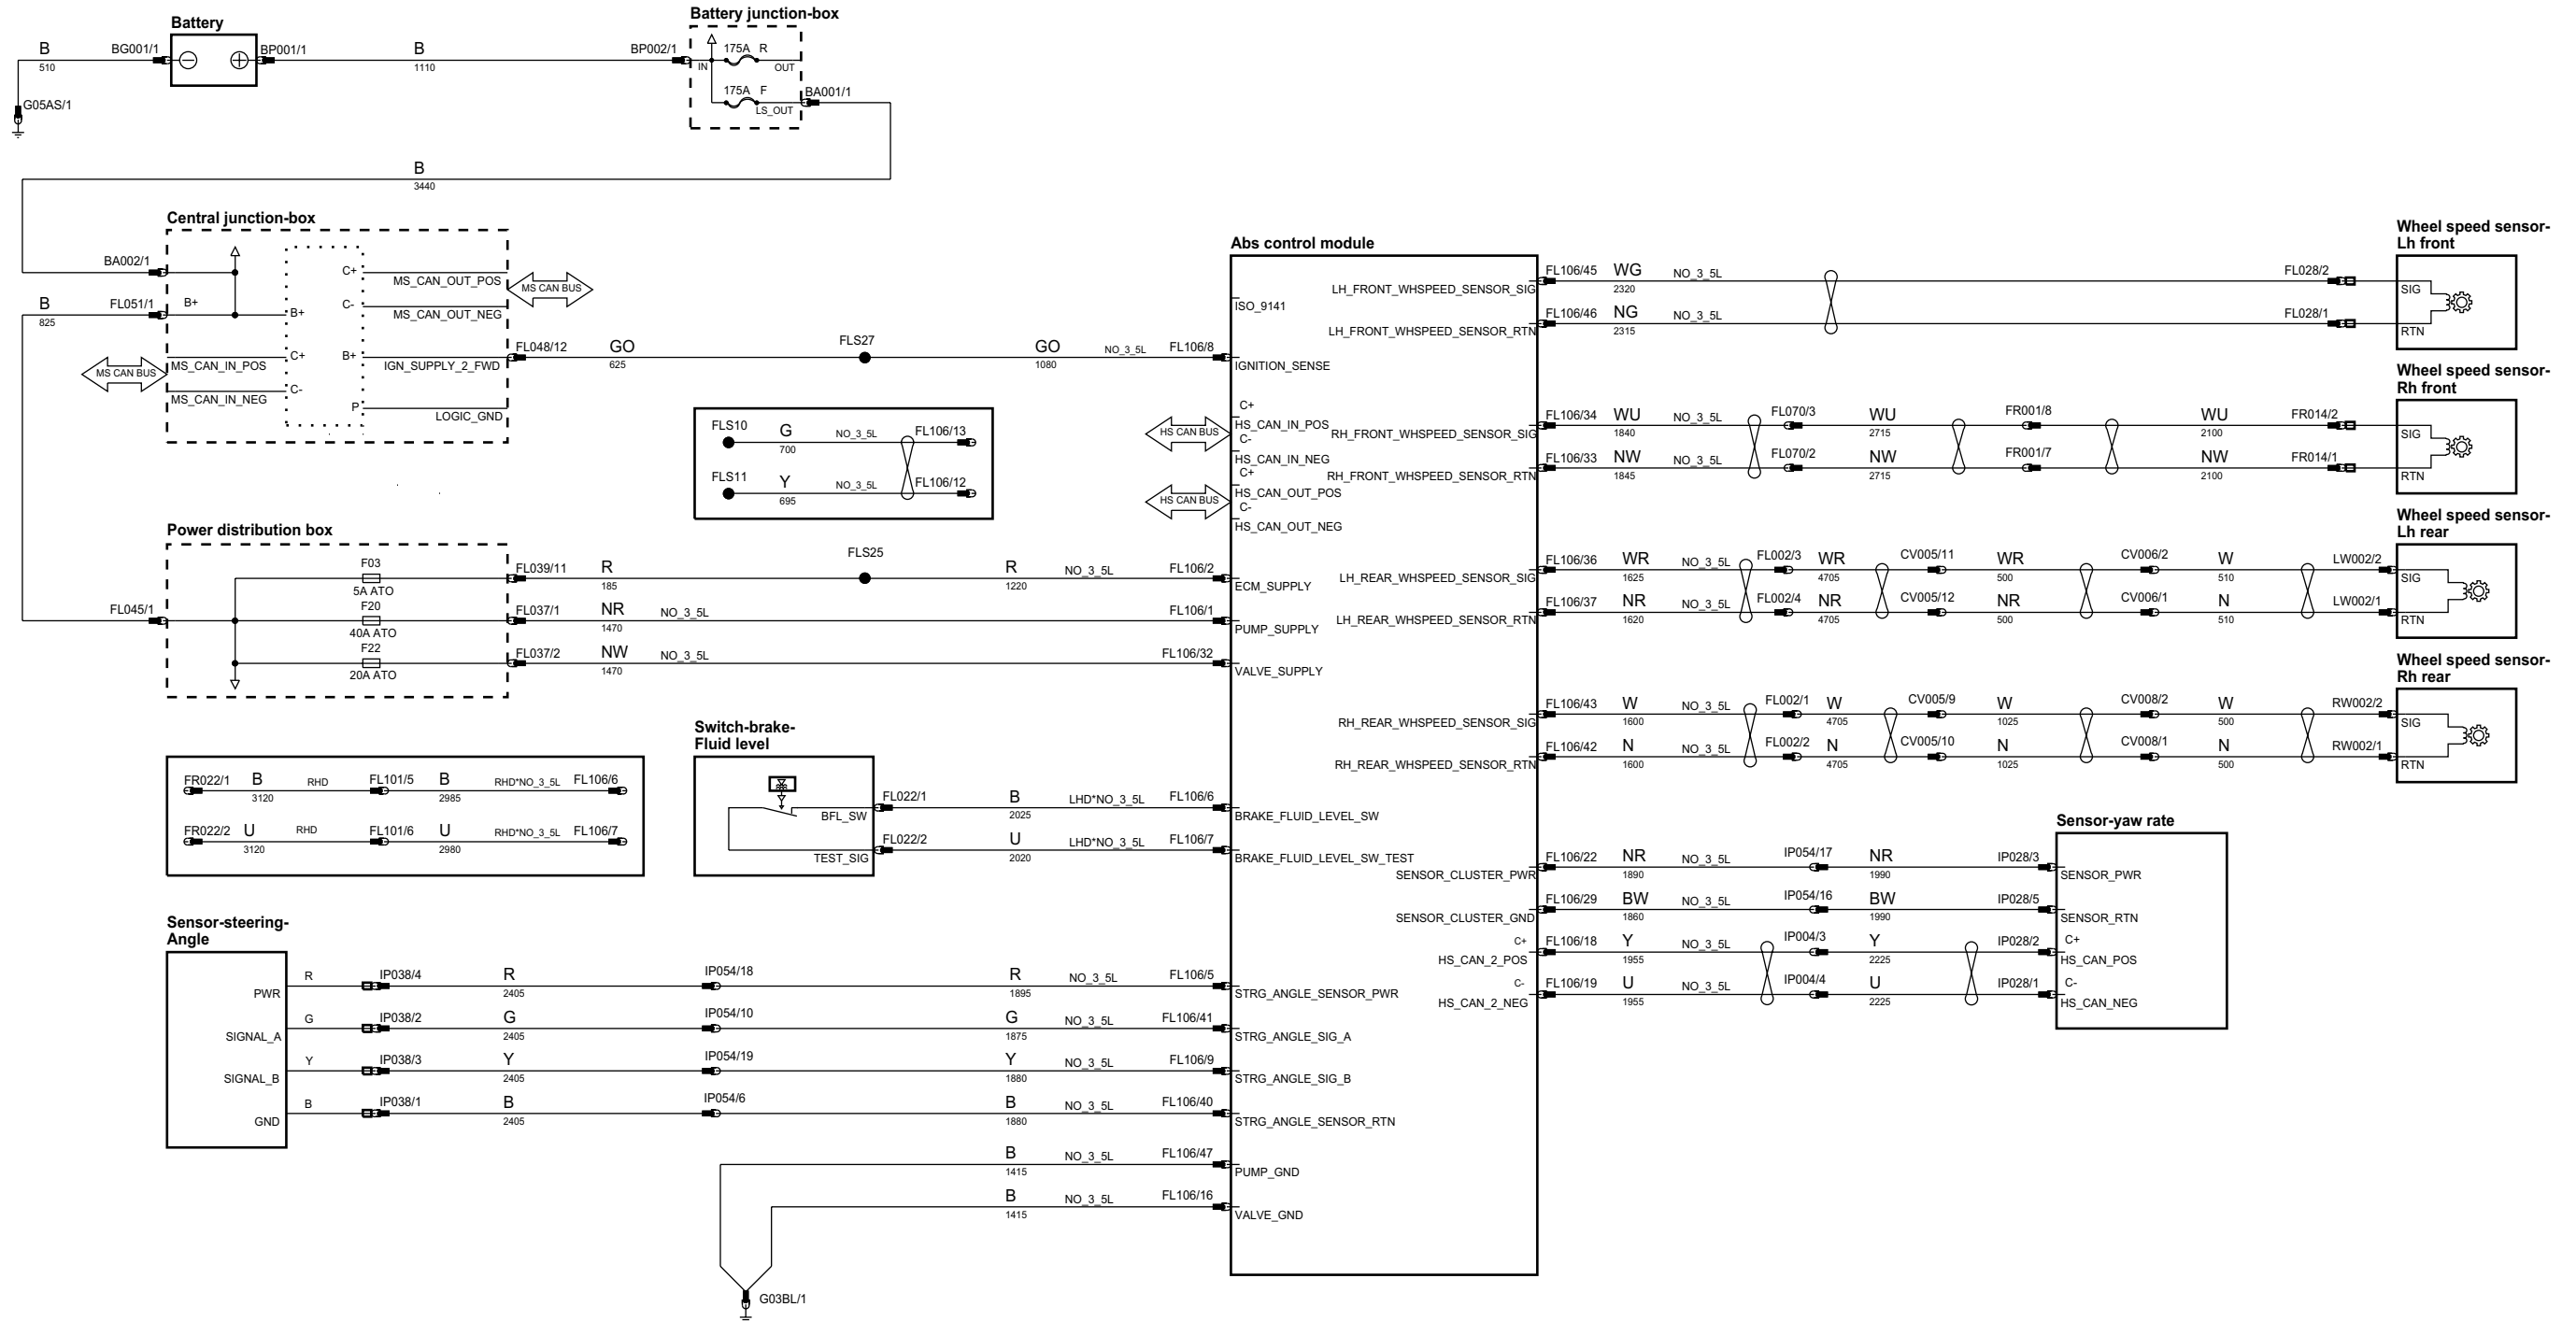 Battery
Battery junction-box
B
510
BG001/1
BP001/1
B
1110
BP002/1
175A R
IN
OUT
175A F
LS_OUT
BA001/1
G05AS/1
B
3440
Central junction-box
BA002/1
B
825
FL051/1
B+
B+
C+
MS_CAN_OUT_POS
C-
MS_CAN_OUT_NEG
MS CAN BUS
MS CAN BUS
C+
MS_CAN_IN_POS
C-
MS_CAN_IN_NEG
B+
IGN_SUPPLY_2_FWD
P
LOGIC_GND
FL048/12
GO
625
FLS27
GO
1080
NO_3_5L
FL106/8
FLS10
G
700
NO_3_5L
FL106/13
FLS11
Y
695
NO_3_5L
FL106/12
Power distribution box
FL045/1
F03
5A ATO
F20
40A ATO
F22
20A ATO
FL039/11
R
185
FLS25
R
1220
NO_3_5L
FL106/2
FL037/1
NR
1470
NO_3_5L
FL106/1
FL037/2
NW
1470
NO_3_5L
FL106/32
FR022/1
B
3120
RHD
FL101/5
B
2985
RHD*NO_3_5L
FL106/6
FR022/2
U
3120
RHD
FL101/6
U
2980
RHD*NO_3_5L
FL106/7
Switch-brake-
Fluid level
BFL_SW
TEST_SIG
FL022/1
B
2025
LHD*NO_3_5L
FL106/6
FL022/2
U
2020
LHD*NO_3_5L
FL106/7
Sensor-steering-
Angle
PWR
SIGNAL_A
SIGNAL_B
GND
R
IP038/4
R
2405
IP054/18
R
1895
NO_3_5L
FL106/5
G
IP038/2
G
2405
IP054/10
G
1875
NO_3_5L
FL106/41
Y
IP038/3
Y
2405
IP054/19
Y
1880
NO_3_5L
FL106/9
B
IP038/1
B
2405
IP054/6
B
1880
NO_3_5L
FL106/40
B
1415
NO_3_5L
FL106/47
B
1415
NO_3_5L
FL106/16
G03BL/1
Abs control module
ISO_9141
IGNITION_SENSE
HS CAN BUS
C+
HS_CAN_IN_POS
C-
HS_CAN_IN_NEG
HS CAN BUS
C+
HS_CAN_OUT_POS
C-
HS_CAN_OUT_NEG
ECM_SUPPLY
PUMP_SUPPLY
VALVE_SUPPLY
BRAKE_FLUID_LEVEL_SW
BRAKE_FLUID_LEVEL_SW_TEST
STRG_ANGLE_SENSOR_PWR
STRG_ANGLE_SIG_A
STRG_ANGLE_SIG_B
STRG_ANGLE_SENSOR_RTN
PUMP_GND
VALVE_GND
LH_FRONT_WHSPEED_SENSOR_SIG
LH_FRONT_WHSPEED_SENSOR_RTN
RH_FRONT_WHSPEED_SENSOR_SIG
RH_FRONT_WHSPEED_SENSOR_RTN
LH_REAR_WHSPEED_SENSOR_SIG
LH_REAR_WHSPEED_SENSOR_RTN
RH_REAR_WHSPEED_SENSOR_SIG
RH_REAR_WHSPEED_SENSOR_RTN
SENSOR_CLUSTER_PWR
SENSOR_CLUSTER_GND
C+
HS_CAN_2_POS
C-
HS_CAN_2_NEG
FL106/45
WG
2320
NO_3_5L
FL028/2
FL106/46
NG
2315
NO_3_5L
FL028/1
Wheel speed sensor-
Lh front
SIG
RTN
FL106/34
WU
1840
NO_3_5L
FL070/3
WU
2715
FR001/8
WU
2100
FR014/2
FL106/33
NW
1845
NO_3_5L
FL070/2
NW
2715
FR001/7
NW
2100
FR014/1
Wheel speed sensor-
Rh front
SIG
RTN
FL106/36
WR
1625
NO_3_5L
FL002/3
WR
4705
CV005/11
WR
500
CV006/2
W
510
LW002/2
FL106/37
NR
1620
NO_3_5L
FL002/4
NR
4705
CV005/12
NR
500
CV006/1
N
510
LW002/1
Wheel speed sensor-
Lh rear
SIG
RTN
FL106/43
W
1600
NO_3_5L
FL002/1
W
4705
CV005/9
W
1025
CV008/2
W
500
RW002/2
FL106/42
N
1600
NO_3_5L
FL002/2
N
4705
CV005/10
N
1025
CV008/1
N
500
RW002/1
Wheel speed sensor-
Rh rear
SIG
RTN
Sensor-yaw rate
FL106/22
NR
1890
NO_3_5L
IP054/17
NR
1990
IP028/3
SENSOR_PWR
FL106/29
BW
1860
NO_3_5L
IP054/16
BW
1990
IP028/5
SENSOR_RTN
FL106/18
Y
1955
NO_3_5L
IP004/3
Y
2225
IP028/2
C+
HS_CAN_POS
FL106/19
U
1955
NO_3_5L
IP004/4
U
2225
IP028/1
C-
HS_CAN_NEG